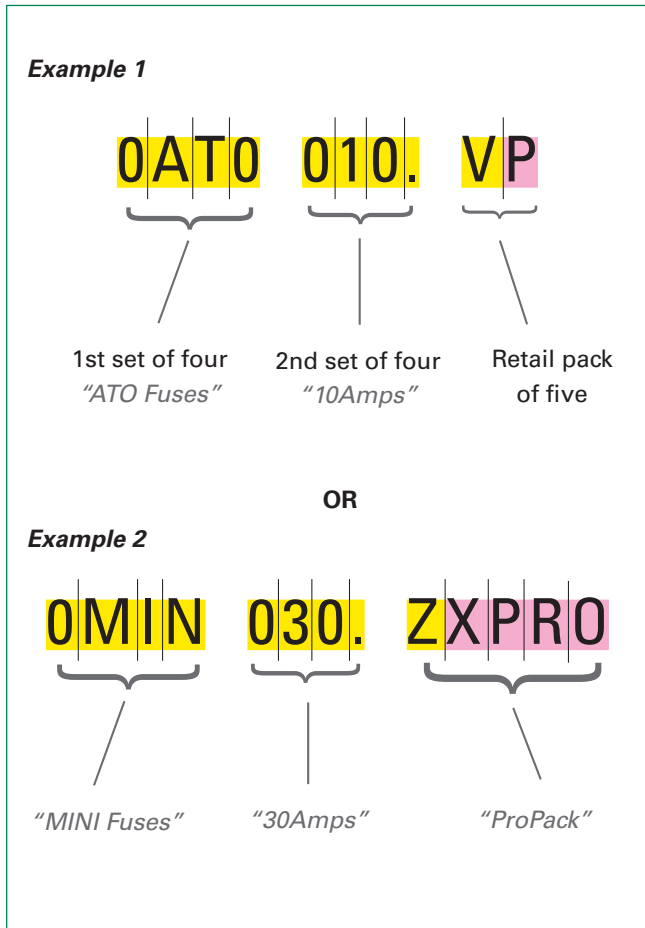 Example 1
0ATO 010. VP
1st set of four 2nd set of four Retail pack
"ATO Fuses" "10Amps" of five
OR
Example 2
0MIN 030. ZXPRO
"MINI Fuses" "30Amps" "ProPack"